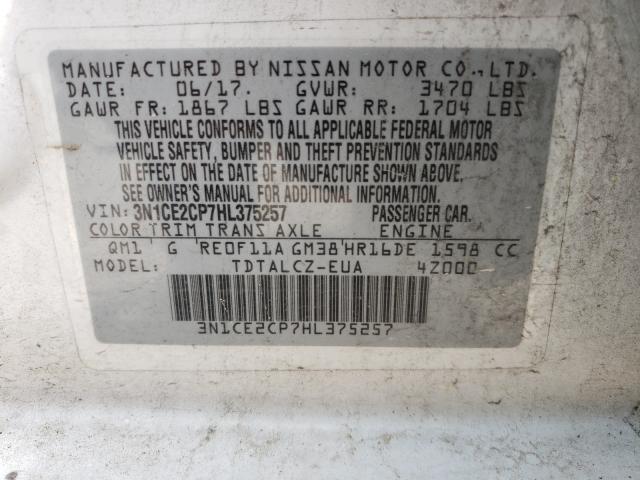 MANUFACTURED BY NISSAN MOTOR CO., LTD.
DATE: 06/17. GVWR: 3470 LBS
GAWR FR: 1867 LBS GAWR RR: 1704 LBS
THIS VEHICLE CONFORMS TO ALL APPLICABLE FEDERAL MOTOR
VEHICLE SAFETY, BUMPER AND THEFT PREVENTION STANDARDS
IN EFFECT ON THE DATE OF MANUFACTURE SHOWN ABOVE.
SEE OWNER'S MANUAL FOR ADDITIONAL INFORMATION.
VIN: 3N1CE2CP7HL375257 PASSENGER CAR.
COLOR TRIM TRANS AXLE ENGINE
QM1 G RE0F11A GM38 HR16DE 1598 CC
MODEL: TDTALCZ-EUA 4Z000
3N1CE2CP7HL375257